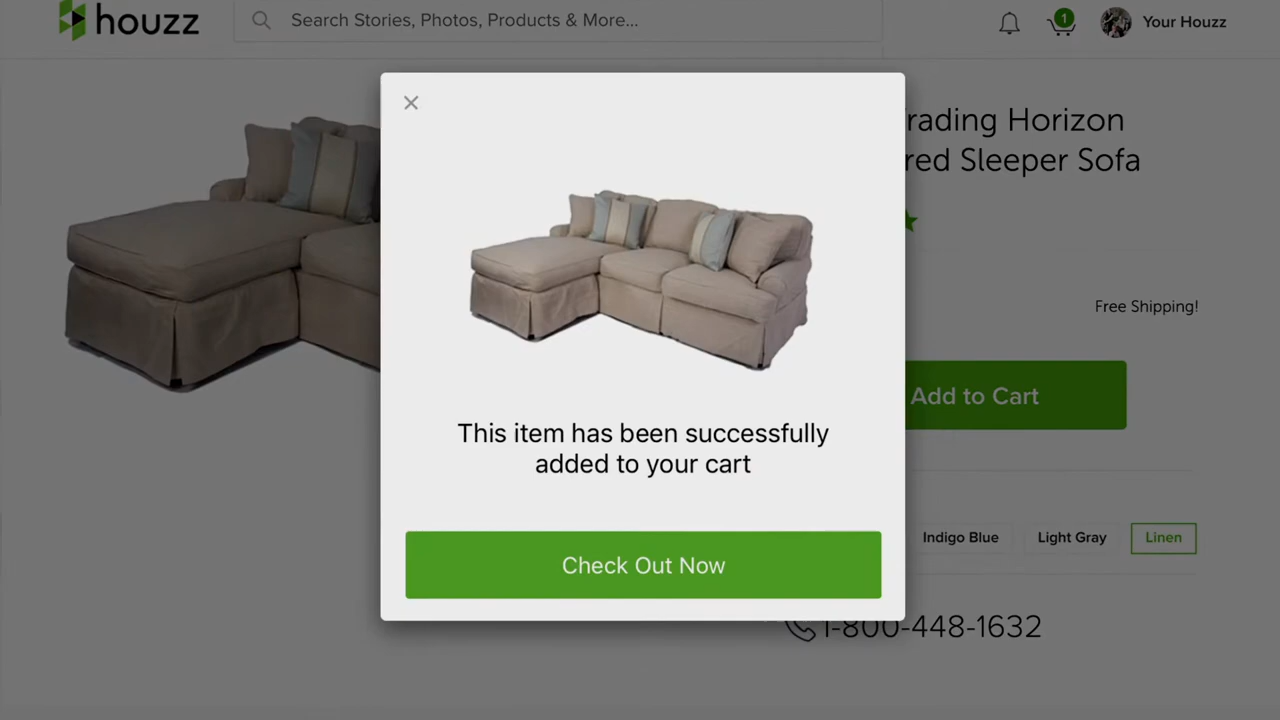 houzz
Search Stories, Photos, Products & More...
1
Your Houzz
rading Horizon
red Sleeper Sofa
Free Shipping!
Add to Cart
This item has been successfully
added to your cart
Check Out Now
Indigo Blue
Light Gray
Linen
1-800-448-1632